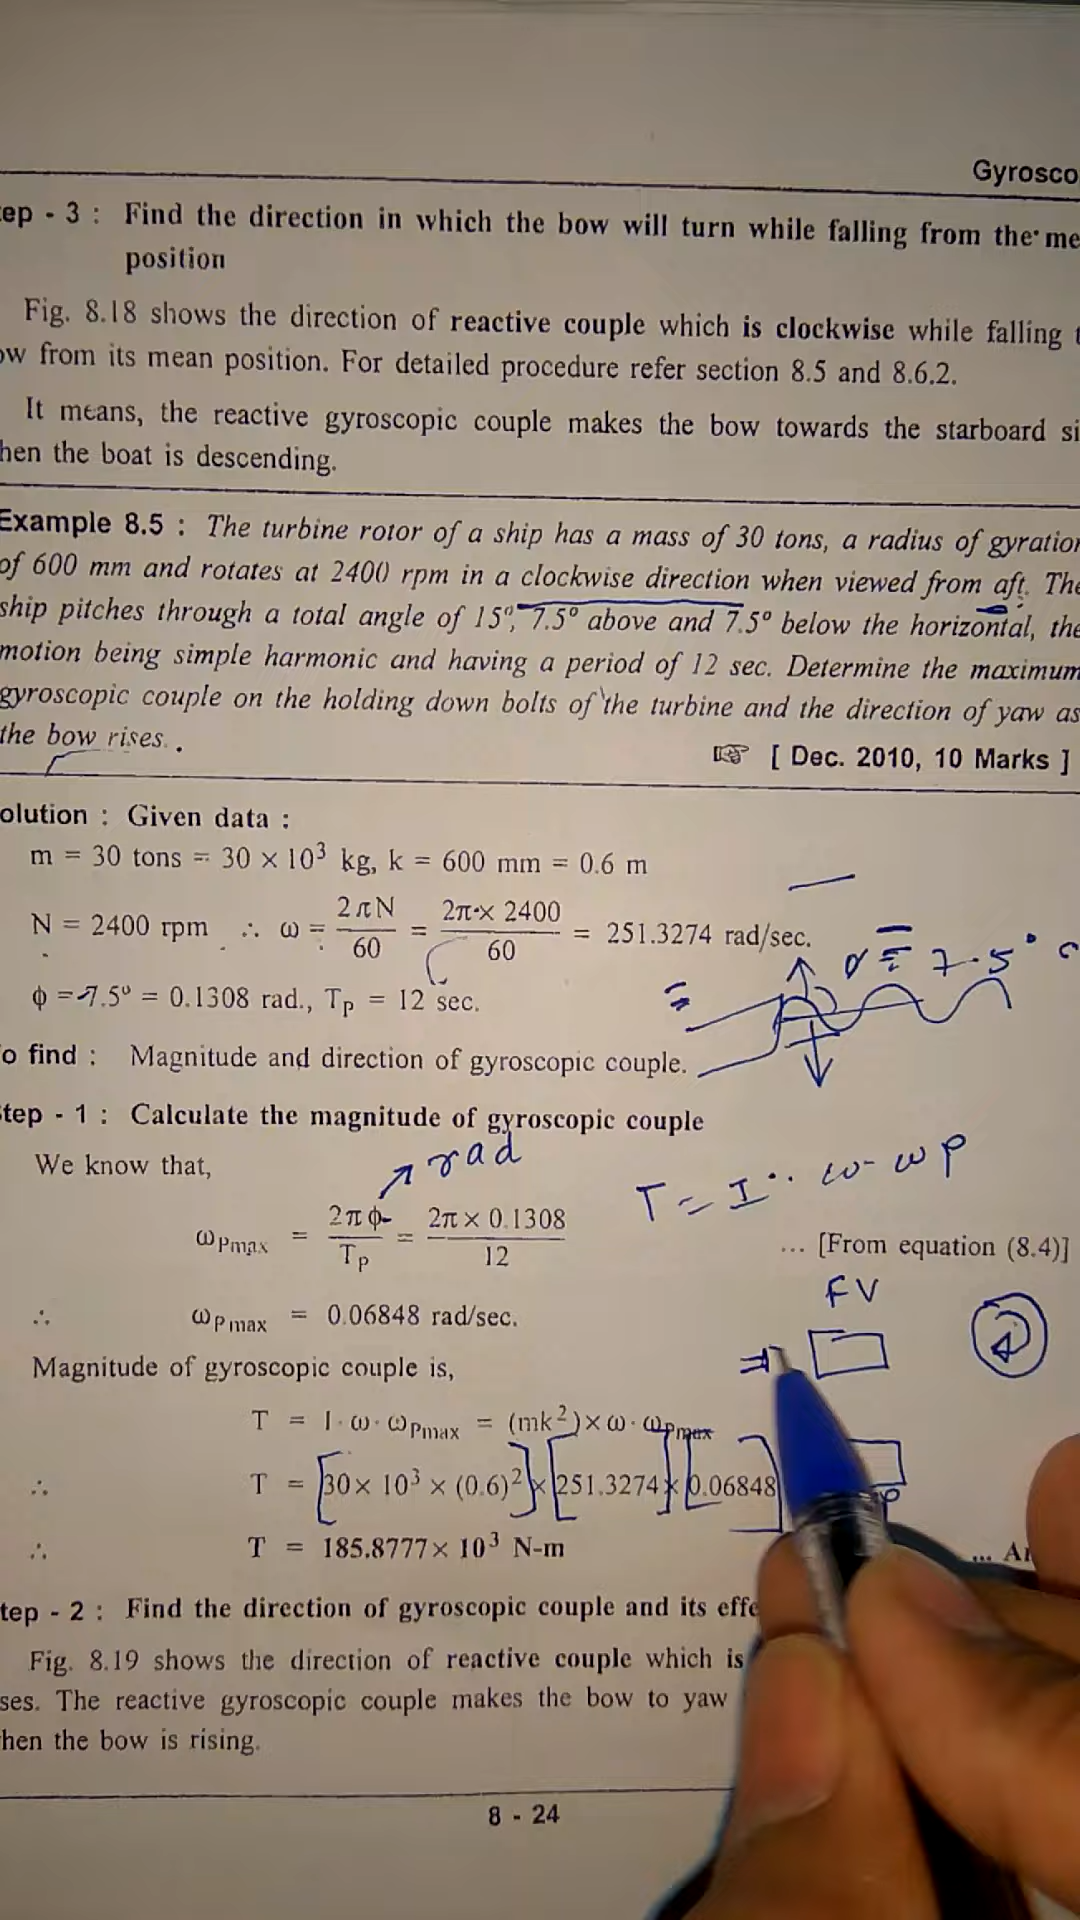 Gyrosco
ep - 3 : Find the direction in which the bow will turn while falling from the me
position
Fig. 8.18 shows the direction of reactive couple which is clockwise while falling t
ow from its mean position. For detailed procedure refer section 8.5 and 8.6.2.
It means, the reactive gyroscopic couple makes the bow towards the starboard si
hen the boat is descending.
Example 8.5 : The turbine rotor of a ship has a mass of 30 tons, a radius of gyration
of 600 mm and rotates at 2400 rpm in a clockwise direction when viewed from aft. The
ship pitches through a total angle of 15°, 7.5° above and 7.5° below the horizontal, the
motion being simple harmonic and having a period of 12 sec. Determine the maximum
gyroscopic couple on the holding down bolts of the turbine and the direction of yaw as
the bow rises.
☞ [ Dec. 2010, 10 Marks ]
olution : Given data :
m = 30 tons = 30 × 10³ kg, k = 600 mm = 0.6 m
N = 2400 rpm ∴ ω = 2πN/60 = 2π × 2400/60 = 251.3274 rad/sec.
7.5°
ϕ = 7.5° = 0.1308 rad., T_P = 12 sec.
o find : Magnitude and direction of gyroscopic couple.
tep - 1 : Calculate the magnitude of gyroscopic couple
We know that,
rad
T = I · ω · ωp
ω_Pmax = 2πϕ/T_P = 2π × 0.1308/12 ... [From equation (8.4)]
FV
∴ ω_Pmax = 0.06848 rad/sec.
Magnitude of gyroscopic couple is,
T = I · ω · ω_Pmax = (mk²) × ω · ω_Pmax
∴ T = [30 × 10³ × (0.6)²] × [251.3274] × [0.06848]
∴ T = 185.8777 × 10³ N-m ... A
tep - 2 : Find the direction of gyroscopic couple and its effe
Fig. 8.19 shows the direction of reactive couple which is
ses. The reactive gyroscopic couple makes the bow to yaw
hen the bow is rising.
8 - 24